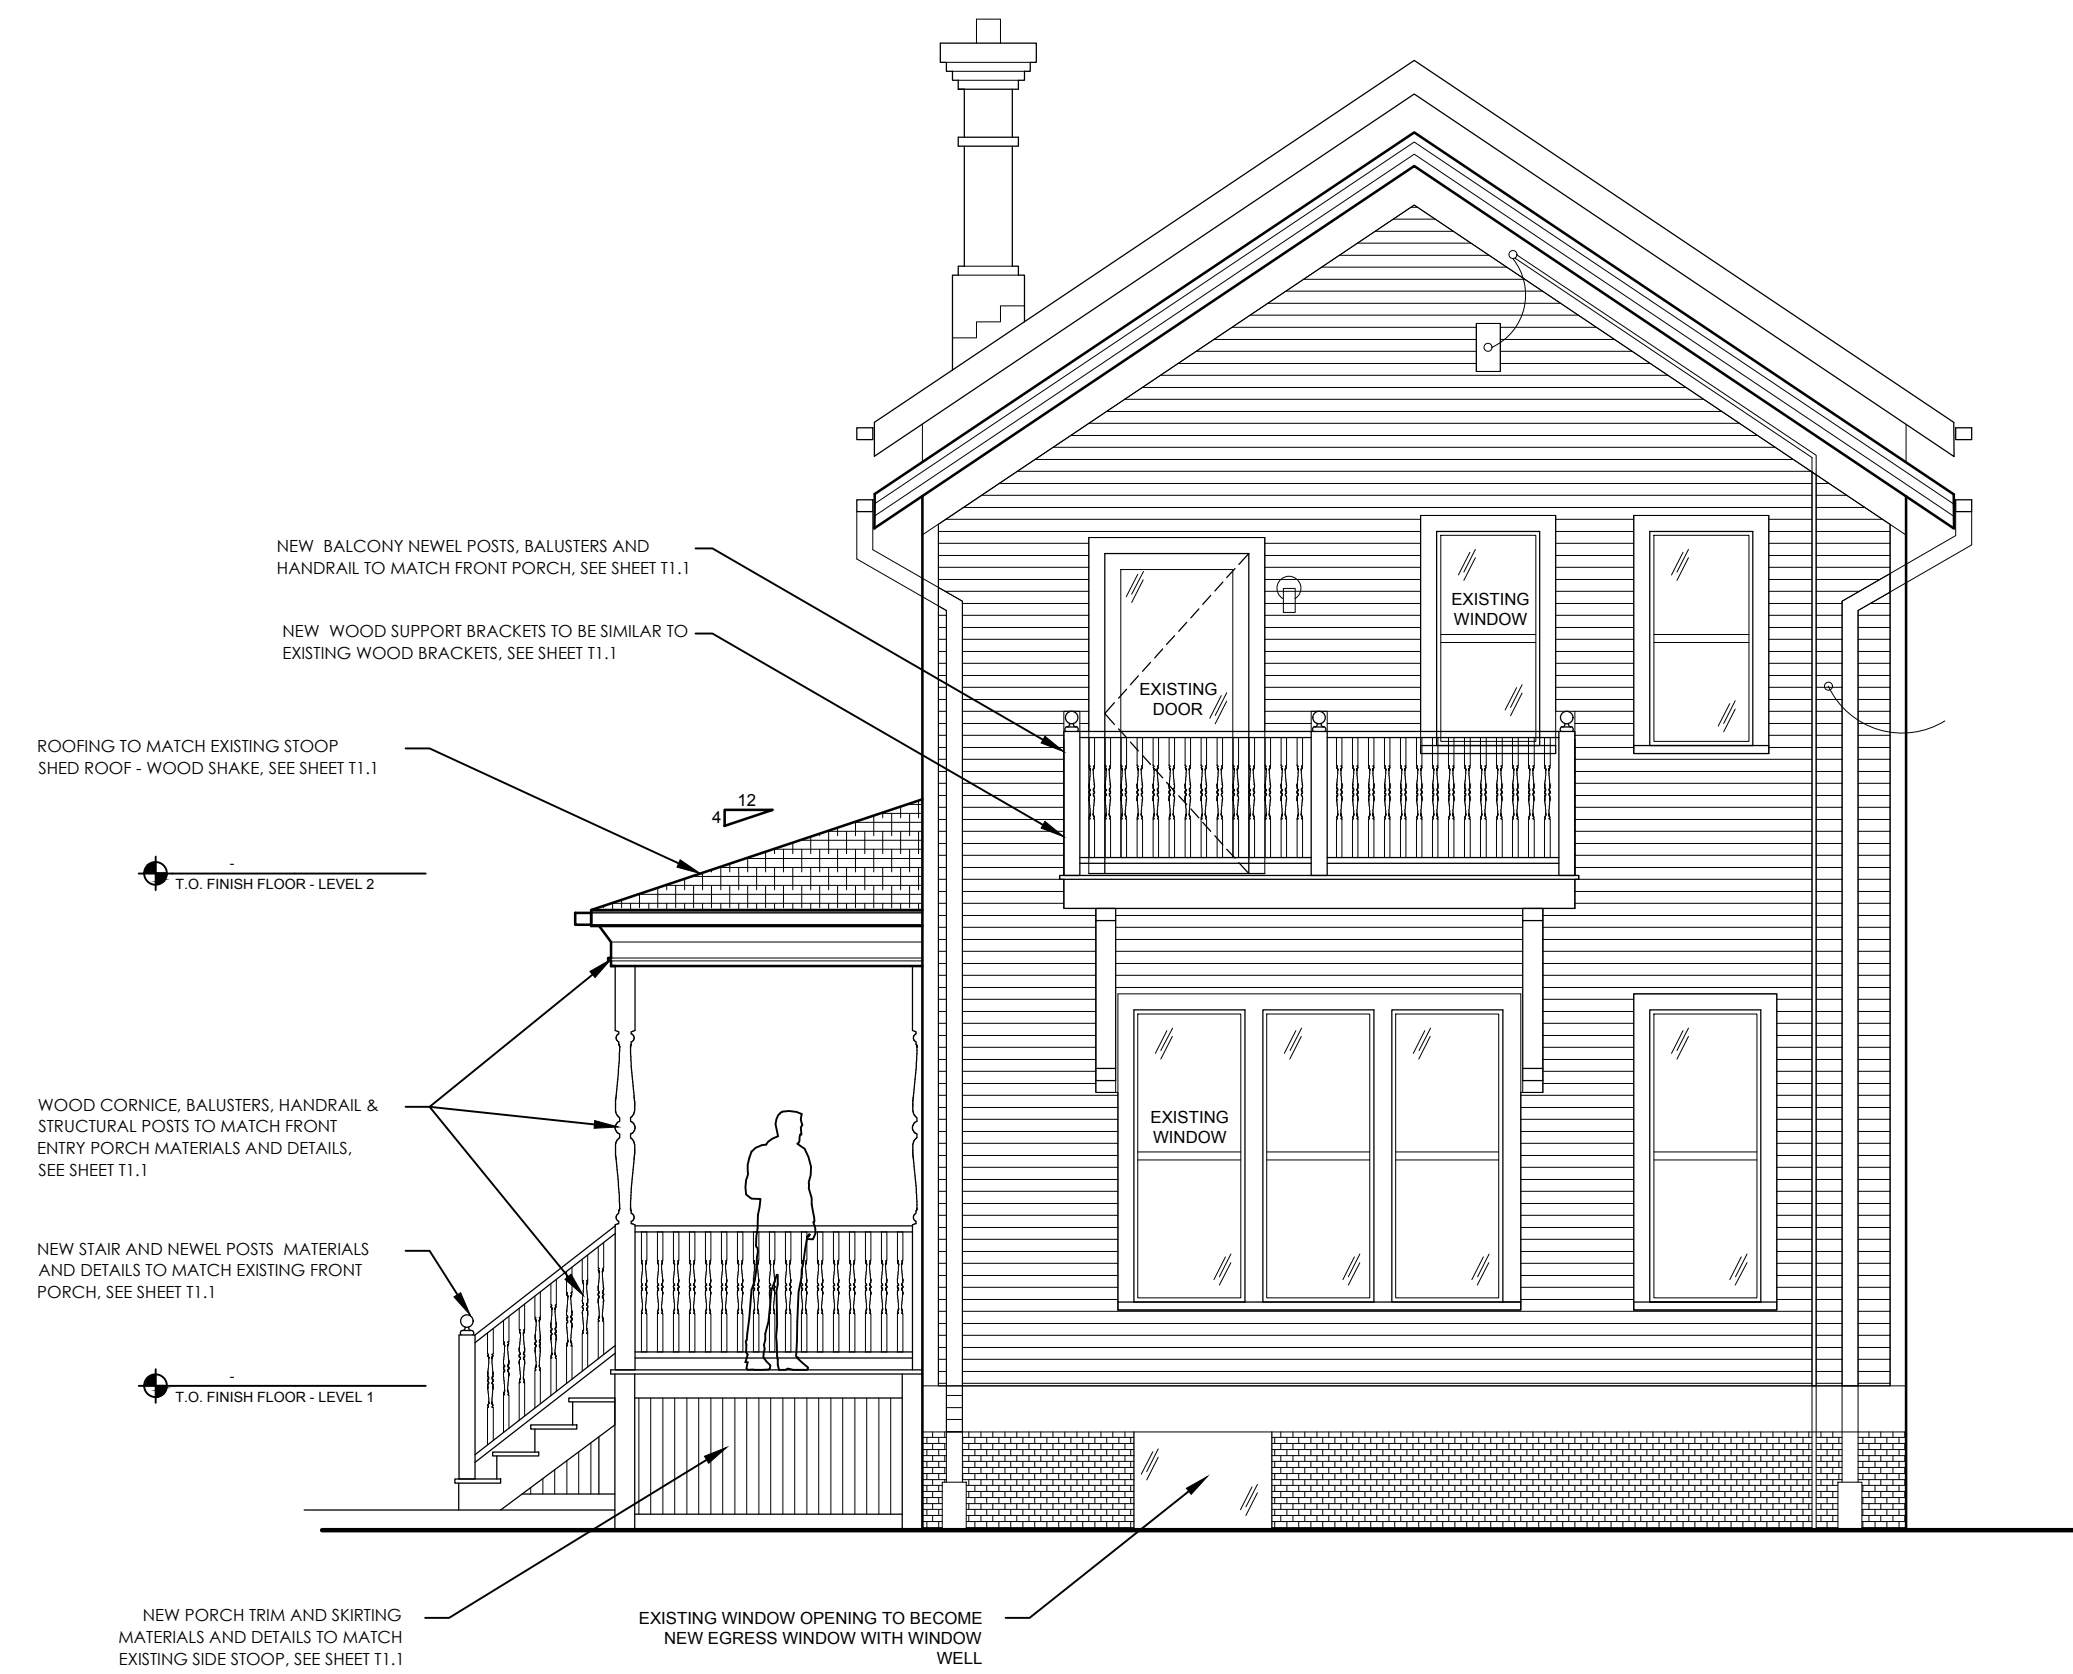 NEW BALCONY NEWEL POSTS, BALUSTERS AND
HANDRAIL TO MATCH FRONT PORCH, SEE SHEET T1.1
NEW WOOD SUPPORT BRACKETS TO BE SIMILAR TO
EXISTING WOOD BRACKETS, SEE SHEET T1.1
EXISTING
WINDOW
EXISTING
DOOR
ROOFING TO MATCH EXISTING STOOP
SHED ROOF - WOOD SHAKE, SEE SHEET T1.1
12
4
-
T.O. FINISH FLOOR - LEVEL 2
WOOD CORNICE, BALUSTERS, HANDRAIL &
STRUCTURAL POSTS TO MATCH FRONT
ENTRY PORCH MATERIALS AND DETAILS,
SEE SHEET T1.1
EXISTING
WINDOW
NEW STAIR AND NEWEL POSTS MATERIALS
AND DETAILS TO MATCH EXISTING FRONT
PORCH, SEE SHEET T1.1
-
T.O. FINISH FLOOR - LEVEL 1
NEW PORCH TRIM AND SKIRTING
MATERIALS AND DETAILS TO MATCH
EXISTING SIDE STOOP, SEE SHEET T1.1
EXISTING WINDOW OPENING TO BECOME
NEW EGRESS WINDOW WITH WINDOW
WELL